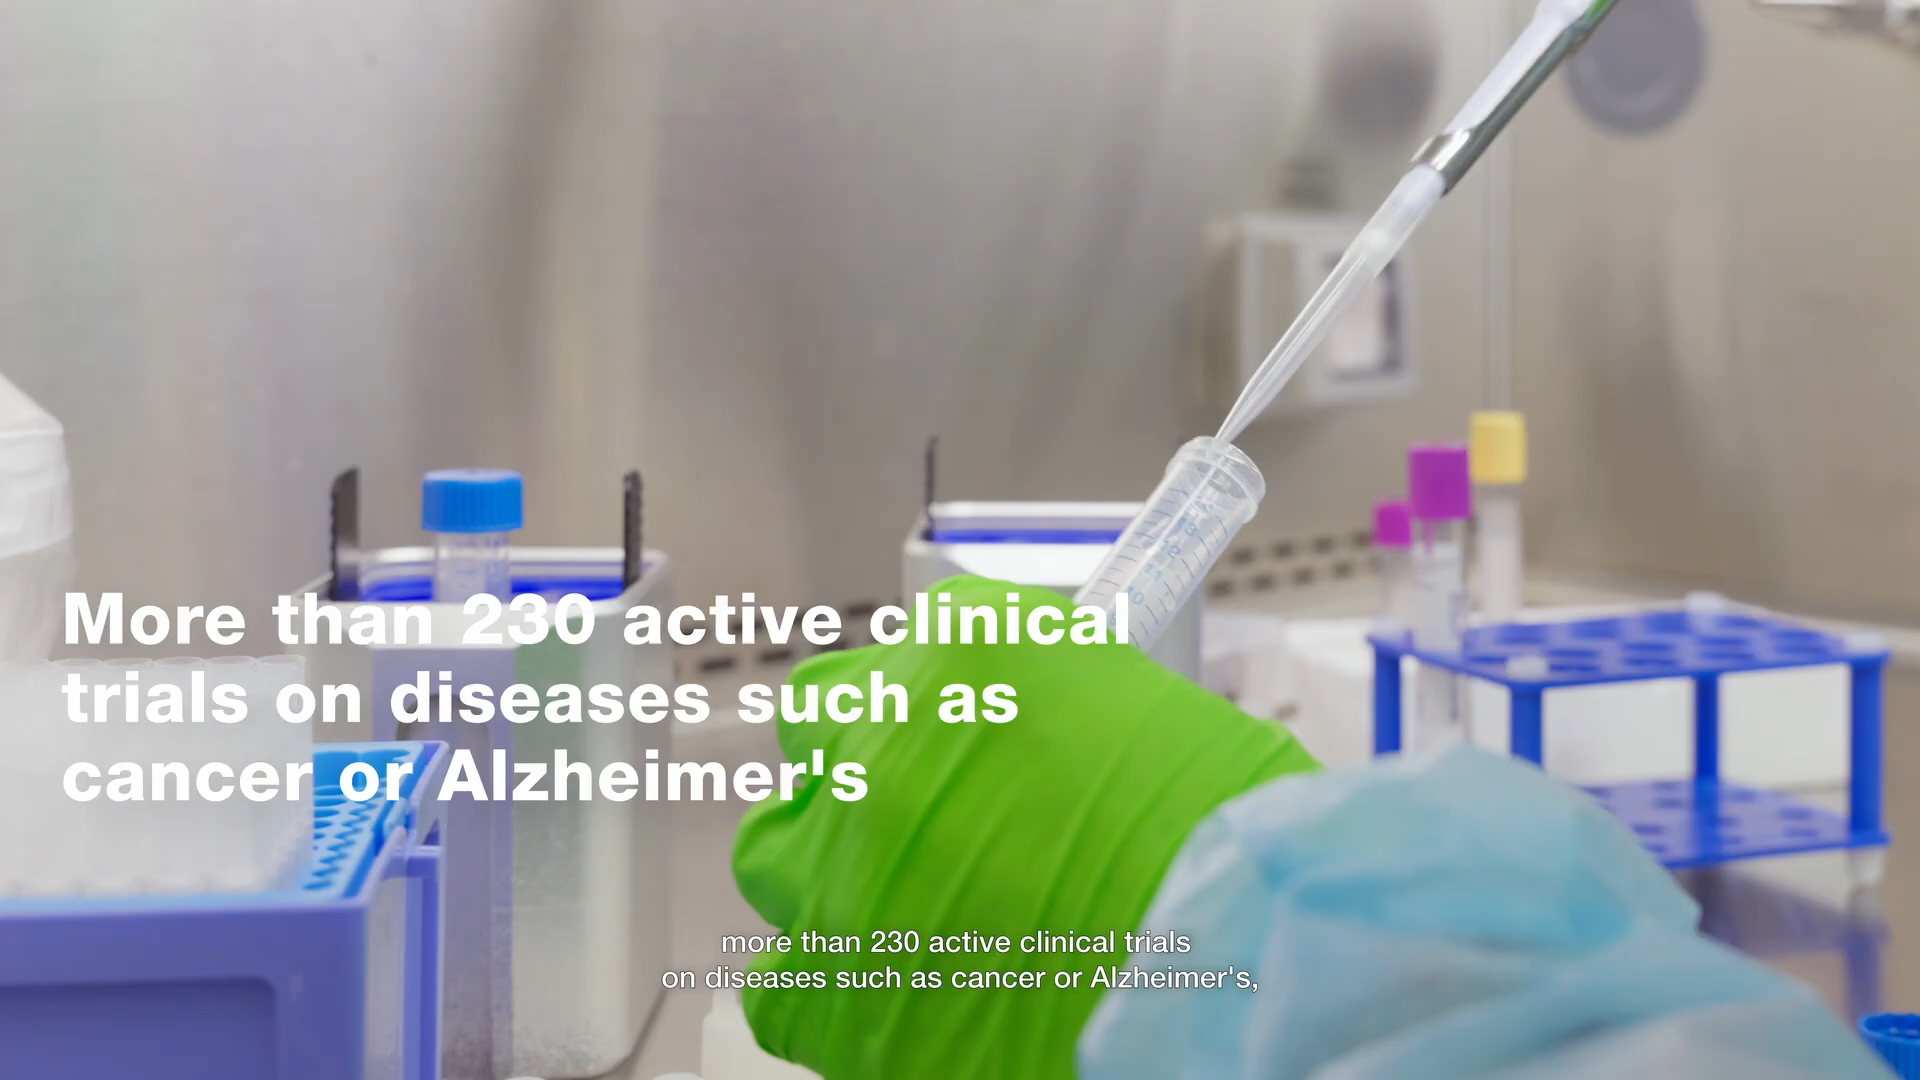 More than 230 active clinical
trials on diseases such as
cancer or Alzheimer's
more than 230 active clinical trials
on diseases such as cancer or Alzheimer's,